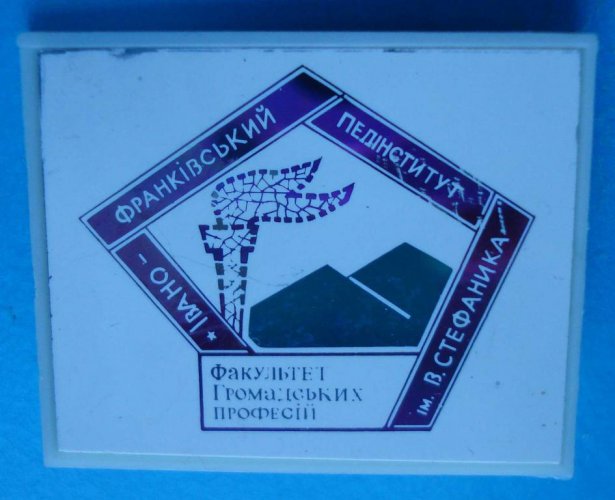 ★ ІВАНО –
ФРАНКІВСЬКИЙ
ПЕДІНСТИТУТ
ІМ. В. СТЕФАНИКА
ФАКУЛЬТЕТ
ГРОМАДСЬКИХ
ПРОФЕСІЙ